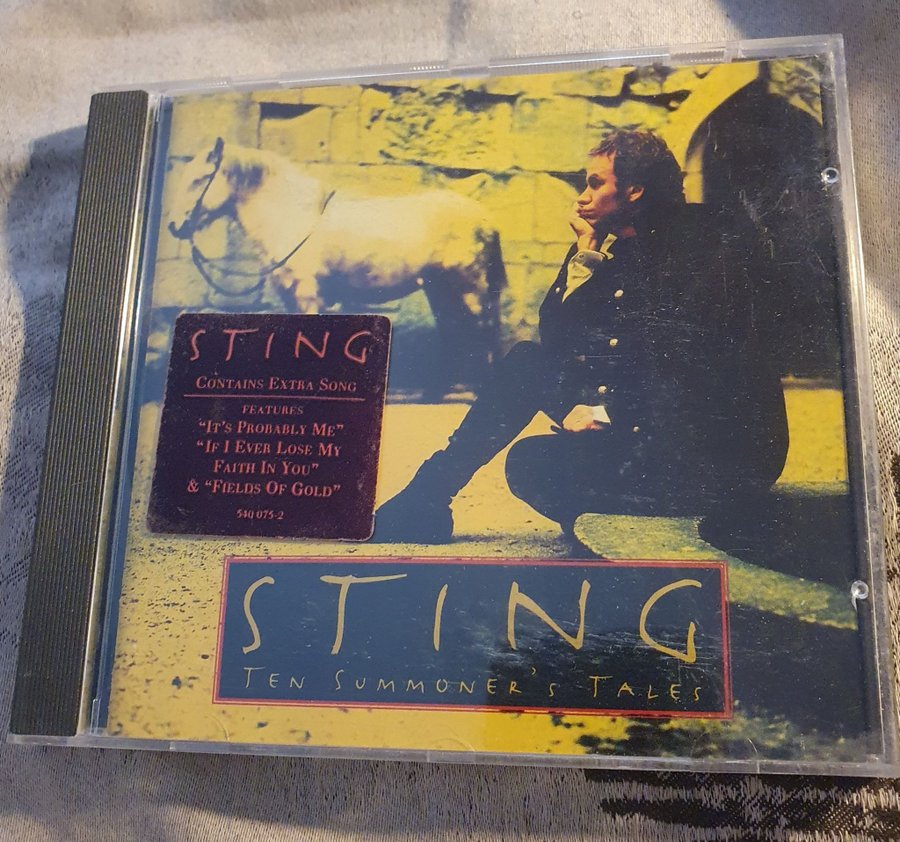 STING
CONTAINS EXTRA SONG
FEATURES
"IT'S PROBABLY ME"
"IF I EVER LOSE MY
FAITH IN YOU"
& "FIELDS OF GOLD"
540 075-2
STING
TEN SUMMONER'S TALES